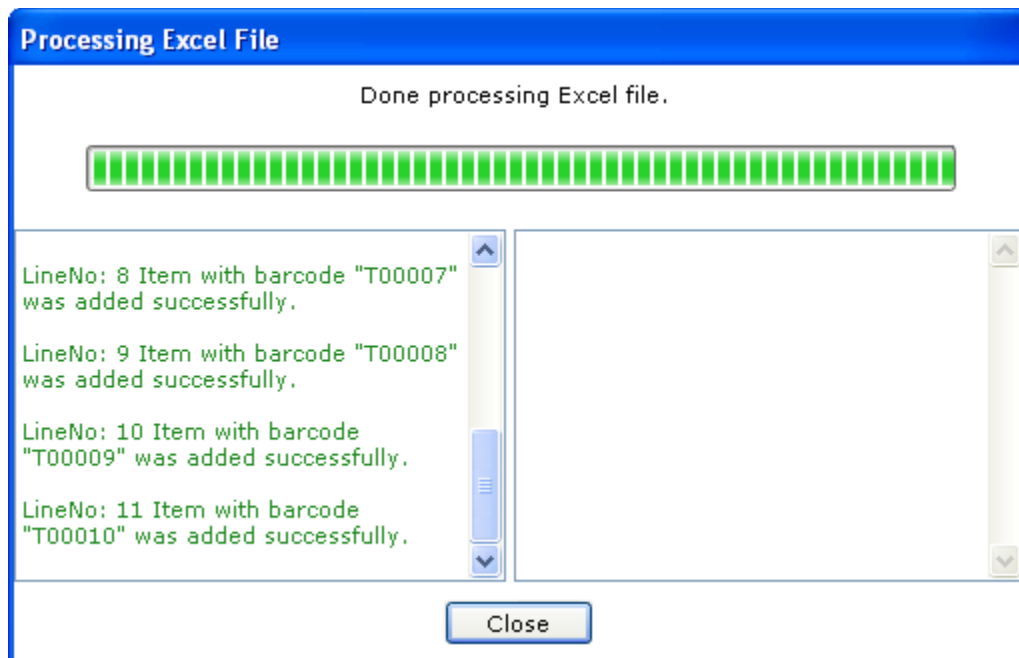 Processing Excel File
Done processing Excel file.
LineNo: 8 Item with barcode "T00007"
was added successfully.
LineNo: 9 Item with barcode "T00008"
was added successfully.
LineNo: 10 Item with barcode
"T00009" was added successfully.
LineNo: 11 Item with barcode
"T00010" was added successfully.
Close